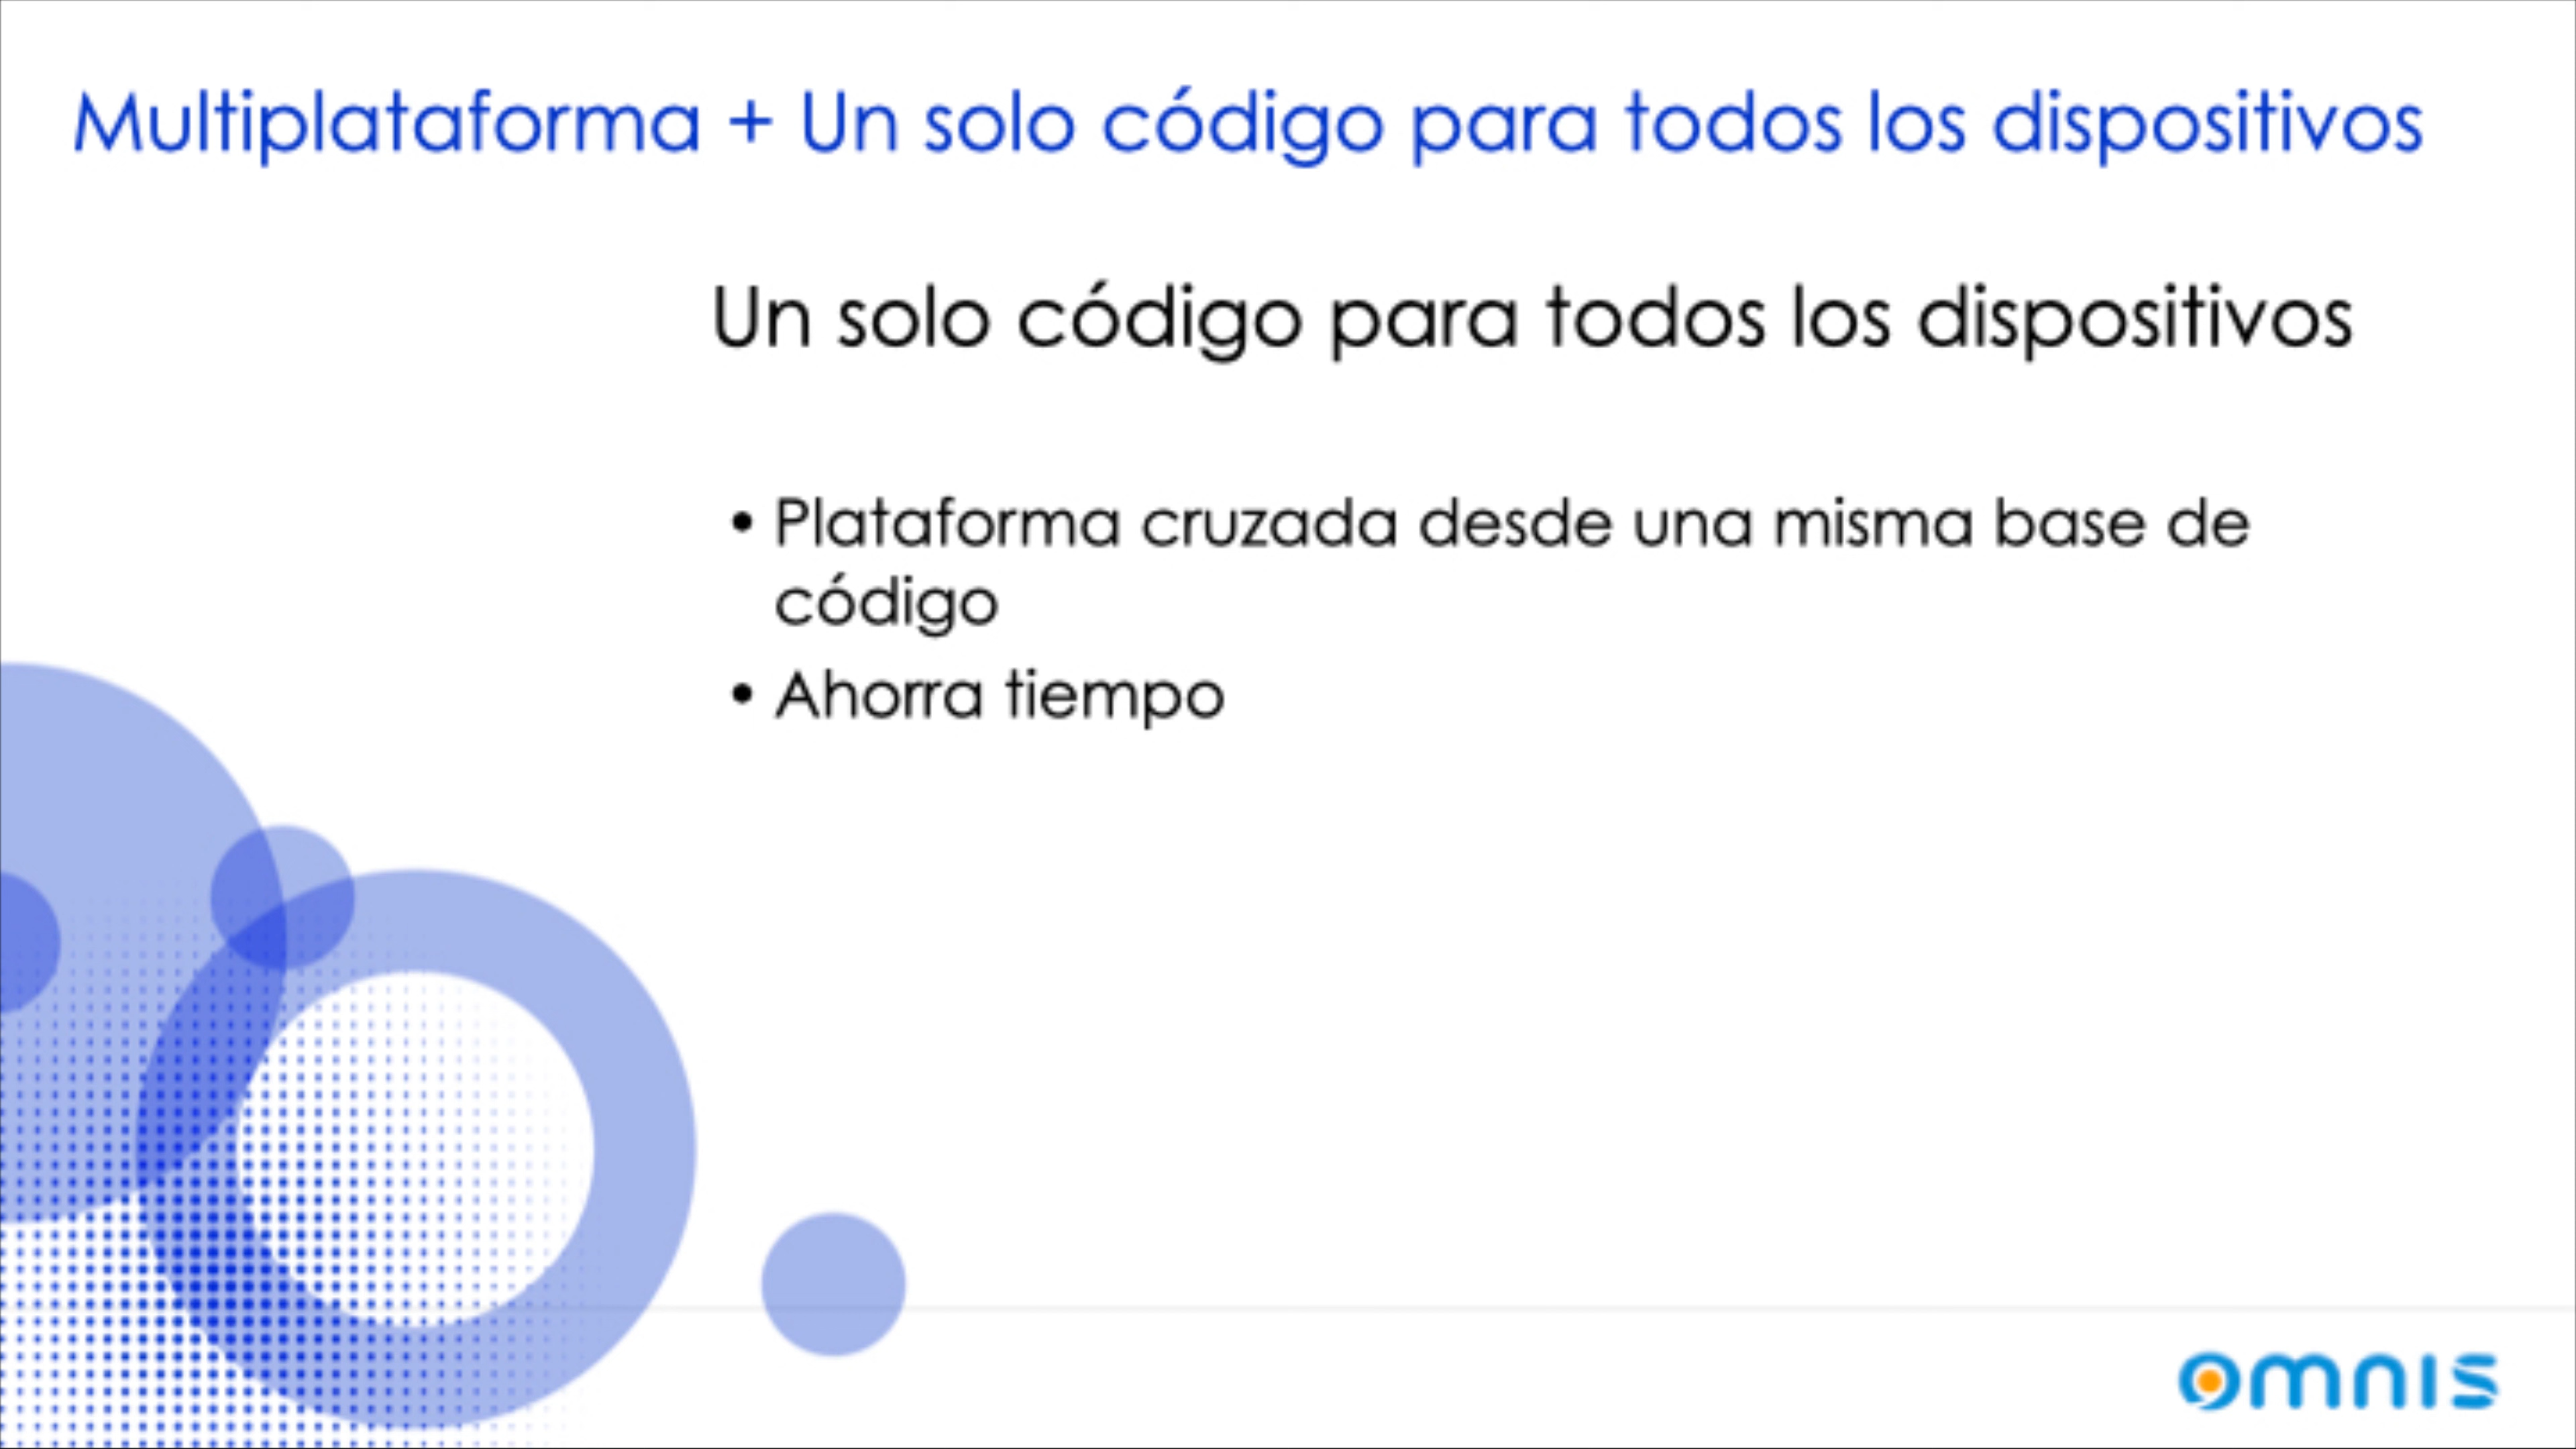 Multiplataforma + Un solo código para todos los dispositivos
Un solo código para todos los dispositivos
• Plataforma cruzada desde una misma base de
código
• Ahorra tiempo
omnis